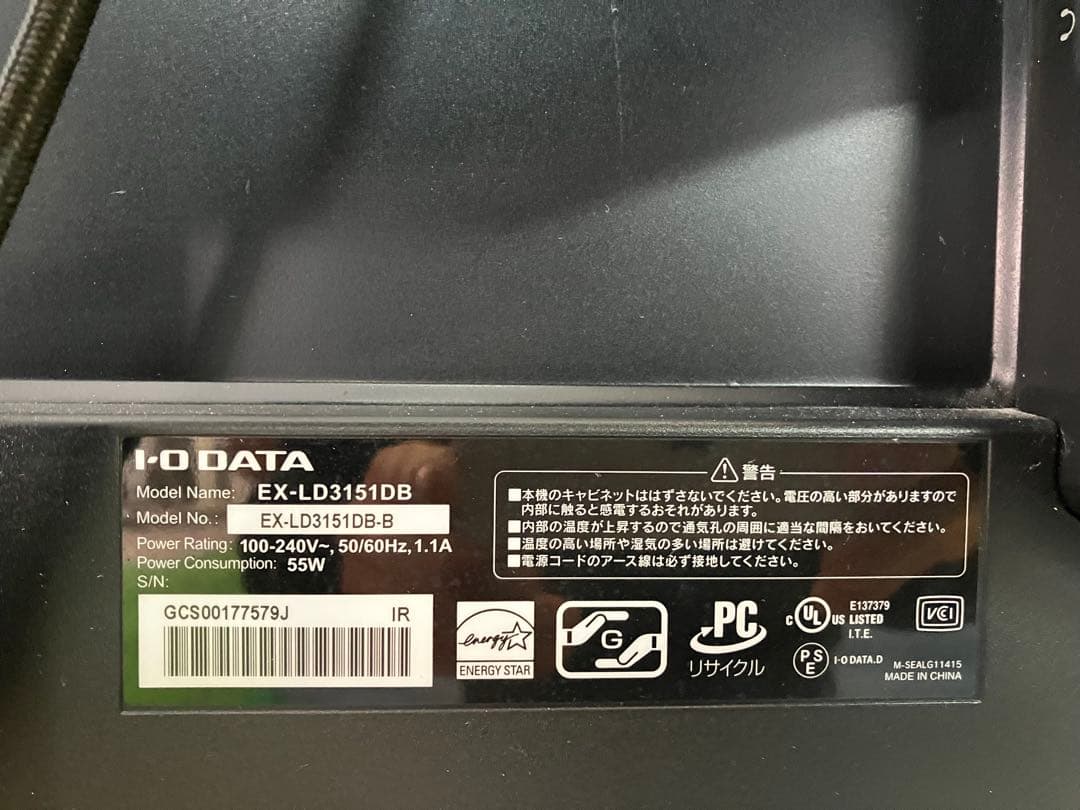 I-O DATA
Model Name: EX-LD3151DB
Model No.: EX-LD3151DB-B
Power Rating: 100-240V~, 50/60Hz, 1.1A
Power Consumption: 55W
S/N:
GCS00177579J IR
警告
■本機のキャビネットははずさないでください。電圧の高い部分がありますので
内部に触ると感電するおそれがあります。
■内部の温度が上昇するので通気孔の周囲に適当な間隔をおいてください。
■温度の高い場所や湿気の多い場所は避けてください。
■電源コードのアース線は必ず接地してください。
energy
ENERGY STAR
G
PC
リサイクル
C UL US LISTED
E137379
I.T.E.
VCCI
PSE
I-O DATA.D
M-SEALG11415
MADE IN CHINA